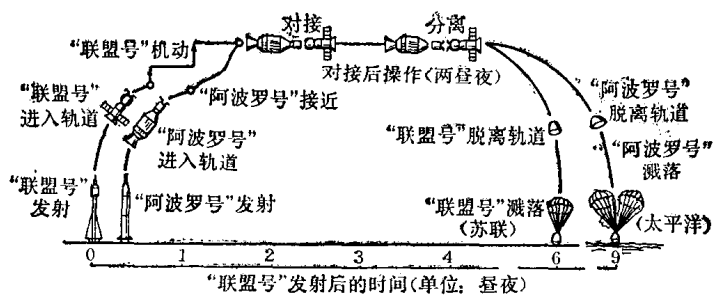 对接
分离
“联盟号”机动
对接后操作(两昼夜)
“联盟号”
进入轨道
“阿波罗号”接近
“阿波罗号”
脱离轨道
“阿波罗号”
进入轨道
“联盟号”脱离轨道
“阿波罗号”
溅落
“联盟号”
发射
“阿波罗号”发射
“联盟号”溅落
(苏联)
(太平洋)
0 1 2 3 4 5 6 9
“联盟号”发射后的时间(单位：昼夜)